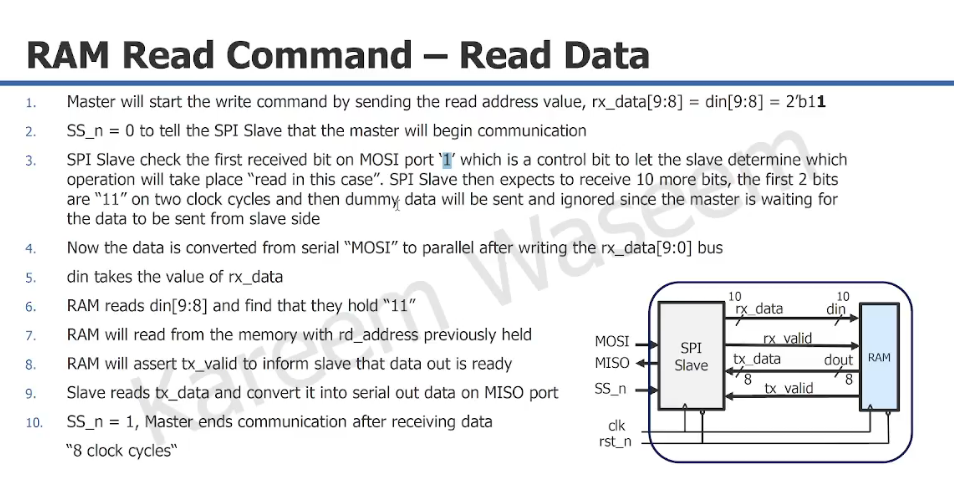 RAM Read Command – Read Data
1. Master will start the write command by sending the read address value, rx_data[9:8] = din[9:8] = 2'b11
2. SS_n = 0 to tell the SPI Slave that the master will begin communication
3. SPI Slave check the first received bit on MOSI port '1' which is a control bit to let the slave determine which
operation will take place "read in this case". SPI Slave then expects to receive 10 more bits, the first 2 bits
are "11" on two clock cycles and then dummy data will be sent and ignored since the master is waiting for
the data to be sent from slave side
4. Now the data is converted from serial "MOSI" to parallel after writing the rx_data[9:0] bus
5. din takes the value of rx_data
6. RAM reads din[9:8] and find that they hold "11"
7. RAM will read from the memory with rd_address previously held
8. RAM will assert tx_valid to inform slave that data out is ready
9. Slave reads tx_data and convert it into serial out data on MISO port
10. SS_n = 1, Master ends communication after receiving data
"8 clock cycles"
Kareem Waseem
10 10
rx_data din
MOSI
rx_valid
SPI
Slave
MISO
tx_data dout
RAM
8 8
SS_n
tx_valid
clk
rst_n